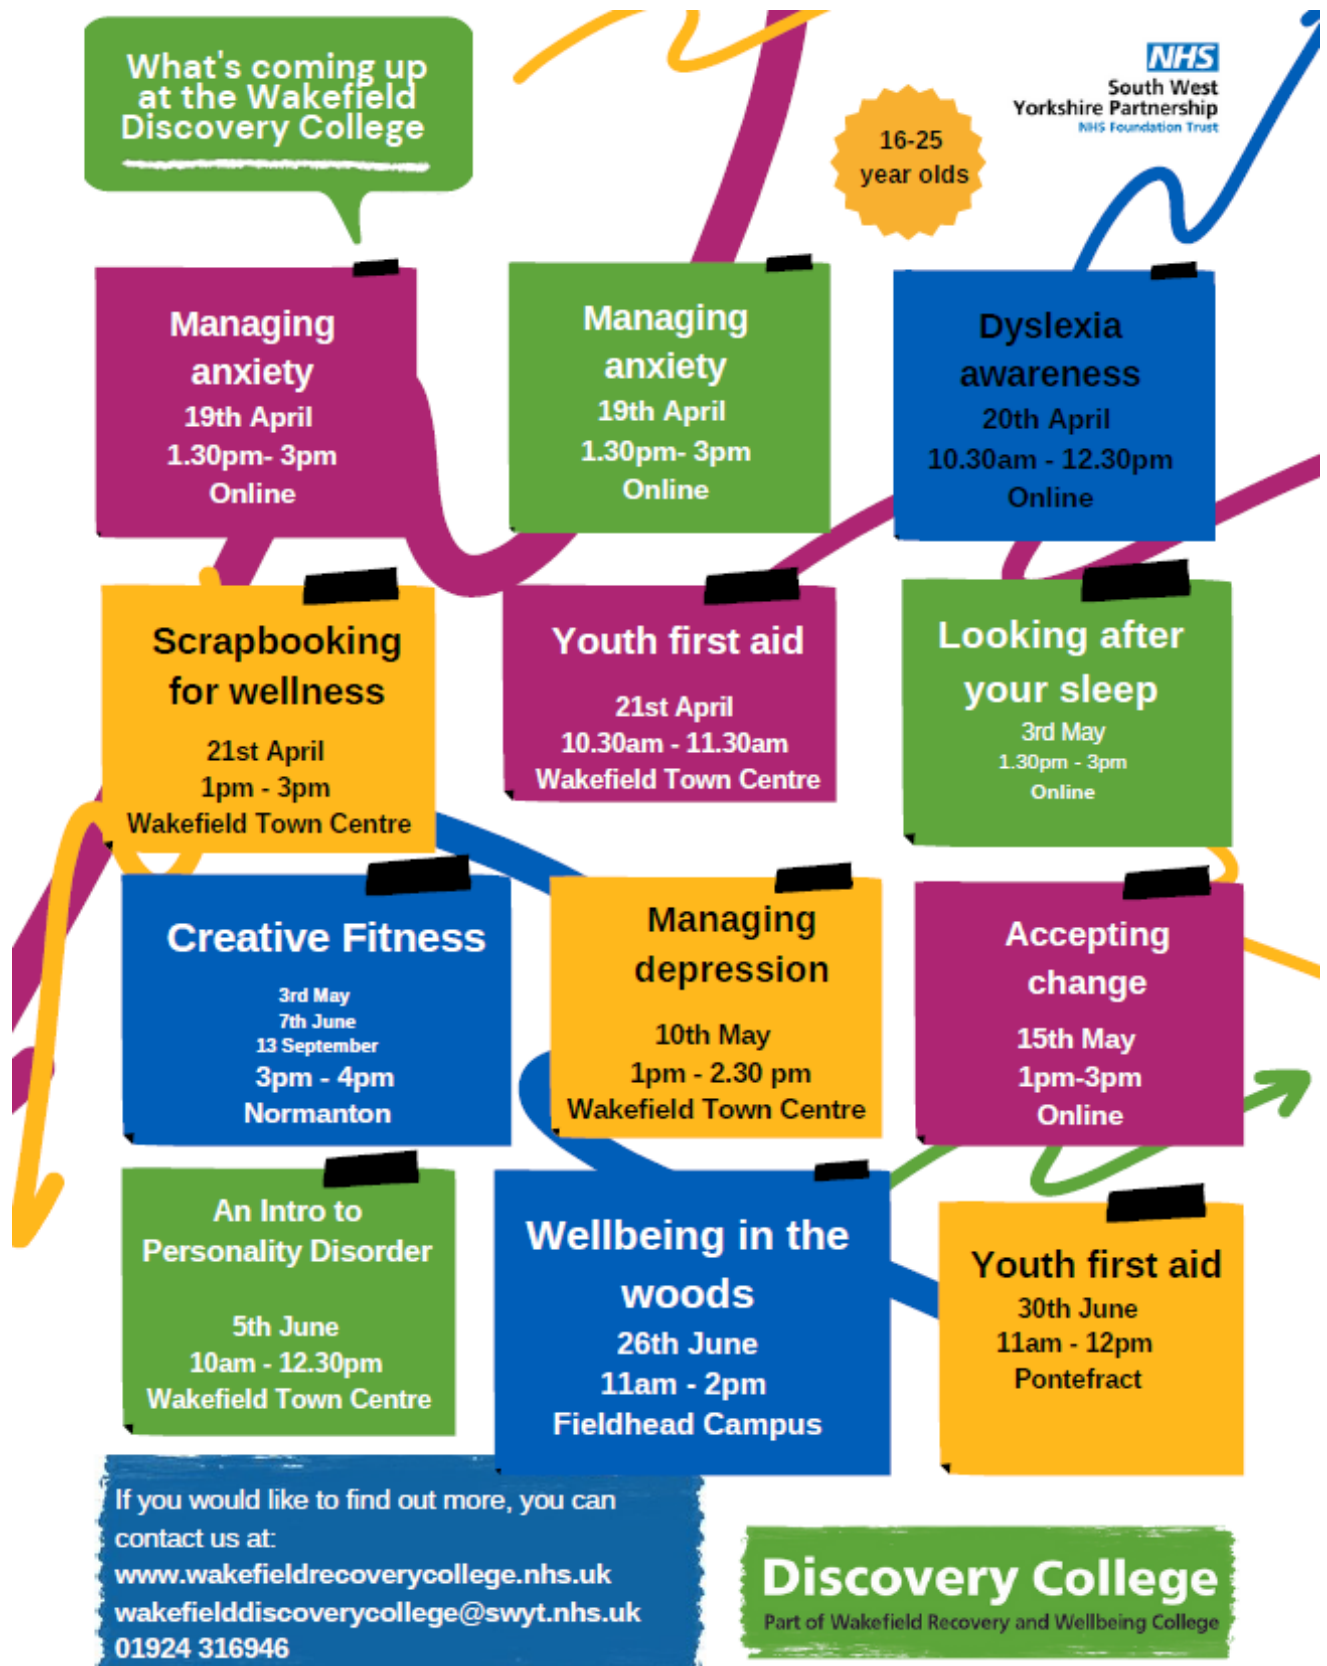 What's coming up
at the Wakefield
Discovery College
16-25
year olds
NHS
South West
Yorkshire Partnership
NHS Foundation Trust
Managing
anxiety
19th April
1.30pm- 3pm
Online
Managing
anxiety
19th April
1.30pm- 3pm
Online
Dyslexia
awareness
20th April
10.30am - 12.30pm
Online
Scrapbooking
for wellness
21st April
1pm - 3pm
Wakefield Town Centre
Youth first aid
21st April
10.30am - 11.30am
Wakefield Town Centre
Looking after
your sleep
3rd May
1.30pm - 3pm
Online
Creative Fitness
3rd May
7th June
13 September
3pm - 4pm
Normanton
Managing
depression
10th May
1pm - 2.30 pm
Wakefield Town Centre
Accepting
change
15th May
1pm-3pm
Online
An Intro to
Personality Disorder
5th June
10am - 12.30pm
Wakefield Town Centre
Wellbeing in the
woods
26th June
11am - 2pm
Fieldhead Campus
Youth first aid
30th June
11am - 12pm
Pontefract
If you would like to find out more, you can
contact us at:
www.wakefieldrecoverycollege.nhs.uk
wakefielddiscoverycollege@swyt.nhs.uk
01924 316946
Discovery College
Part of Wakefield Recovery and Wellbeing College